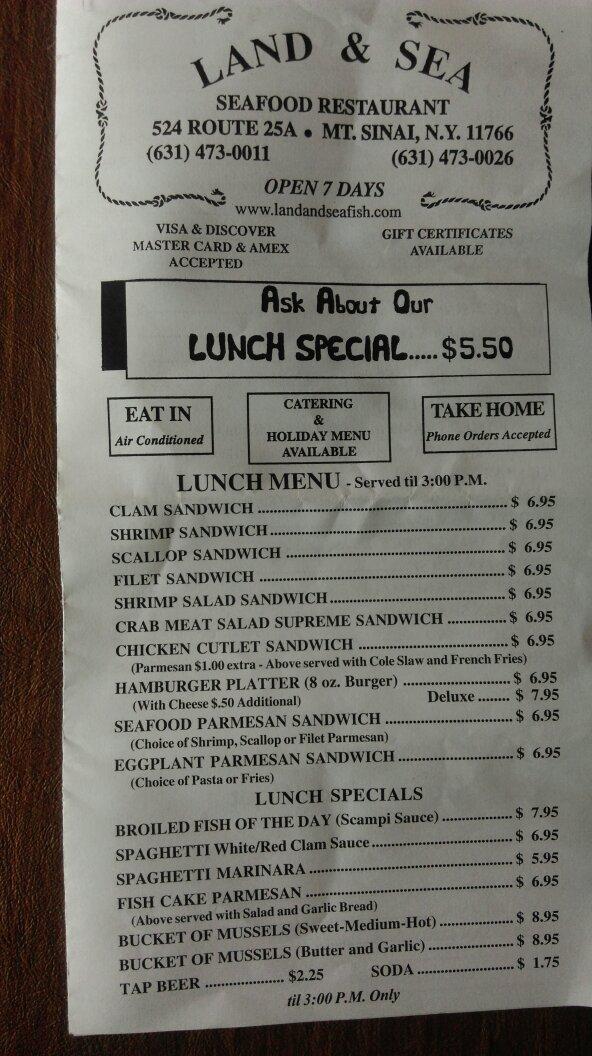 LAND & SEA
SEAFOOD RESTAURANT
524 ROUTE 25A • MT. SINAI, N.Y. 11766
(631) 473-0011 (631) 473-0026
OPEN 7 DAYS
www.landandseafish.com
VISA & DISCOVER
MASTER CARD & AMEX
ACCEPTED
GIFT CERTIFICATES
AVAILABLE
Ask About Our
LUNCH SPECIAL..... $5.50
EAT IN
Air Conditioned
CATERING
&
HOLIDAY MENU
AVAILABLE
TAKE HOME
Phone Orders Accepted
LUNCH MENU - Served til 3:00 P.M.
CLAM SANDWICH ........ $ 6.95
SHRIMP SANDWICH ........ $ 6.95
SCALLOP SANDWICH ........ $ 6.95
FILET SANDWICH ........ $ 6.95
SHRIMP SALAD SANDWICH ........ $ 6.95
CRAB MEAT SALAD SUPREME SANDWICH ........ $ 6.95
CHICKEN CUTLET SANDWICH ........ $ 6.95
(Parmesan $1.00 extra - Above served with Cole Slaw and French Fries)
HAMBURGER PLATTER (8 oz. Burger) ........ $ 6.95
(With Cheese $.50 Additional) Deluxe ........ $ 7.95
SEAFOOD PARMESAN SANDWICH ........ $ 6.95
(Choice of Shrimp, Scallop or Filet Parmesan)
EGGPLANT PARMESAN SANDWICH ........ $ 6.95
(Choice of Pasta or Fries)
LUNCH SPECIALS
BROILED FISH OF THE DAY (Scampi Sauce) ........ $ 7.95
SPAGHETTI White/Red Clam Sauce ........ $ 6.95
SPAGHETTI MARINARA ........ $ 5.95
FISH CAKE PARMESAN ........ $ 6.95
(Above served with Salad and Garlic Bread)
BUCKET OF MUSSELS (Sweet-Medium-Hot) ........ $ 8.95
BUCKET OF MUSSELS (Butter and Garlic) ........ $ 8.95
TAP BEER ........ $2.25 SODA ........ $ 1.75
til 3:00 P.M. Only